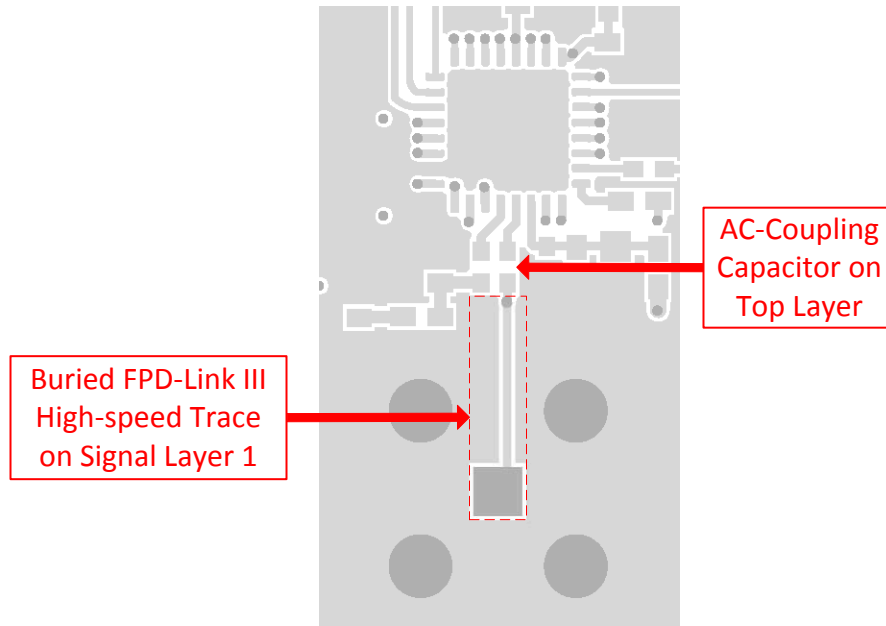 AC-Coupling
Capacitor on
Top Layer
Buried FPD-Link III
High-speed Trace
on Signal Layer 1